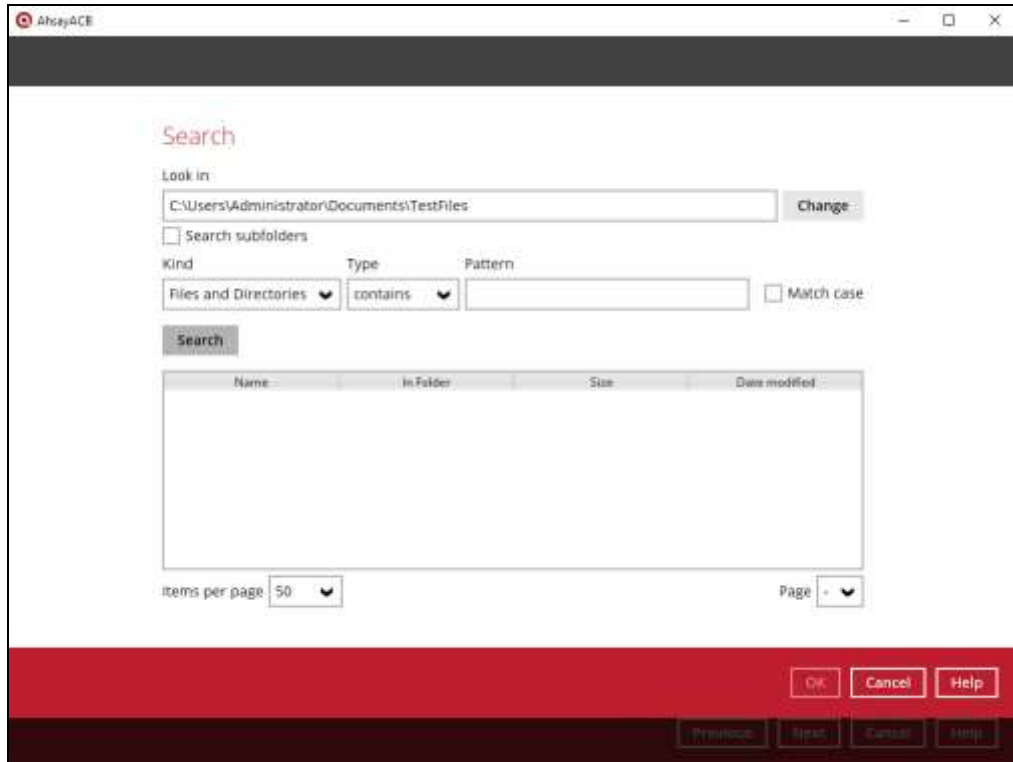 AhsayACB
Search
Look in
C:\Users\Administrator\Documents\TestFiles Change
Search subfolders
Kind Type Pattern
Files and Directories contains Match case
Search
Name In Folder Size Date modified
Items per page 50 Page -
OK Cancel Help
Previous Next Cancel Help